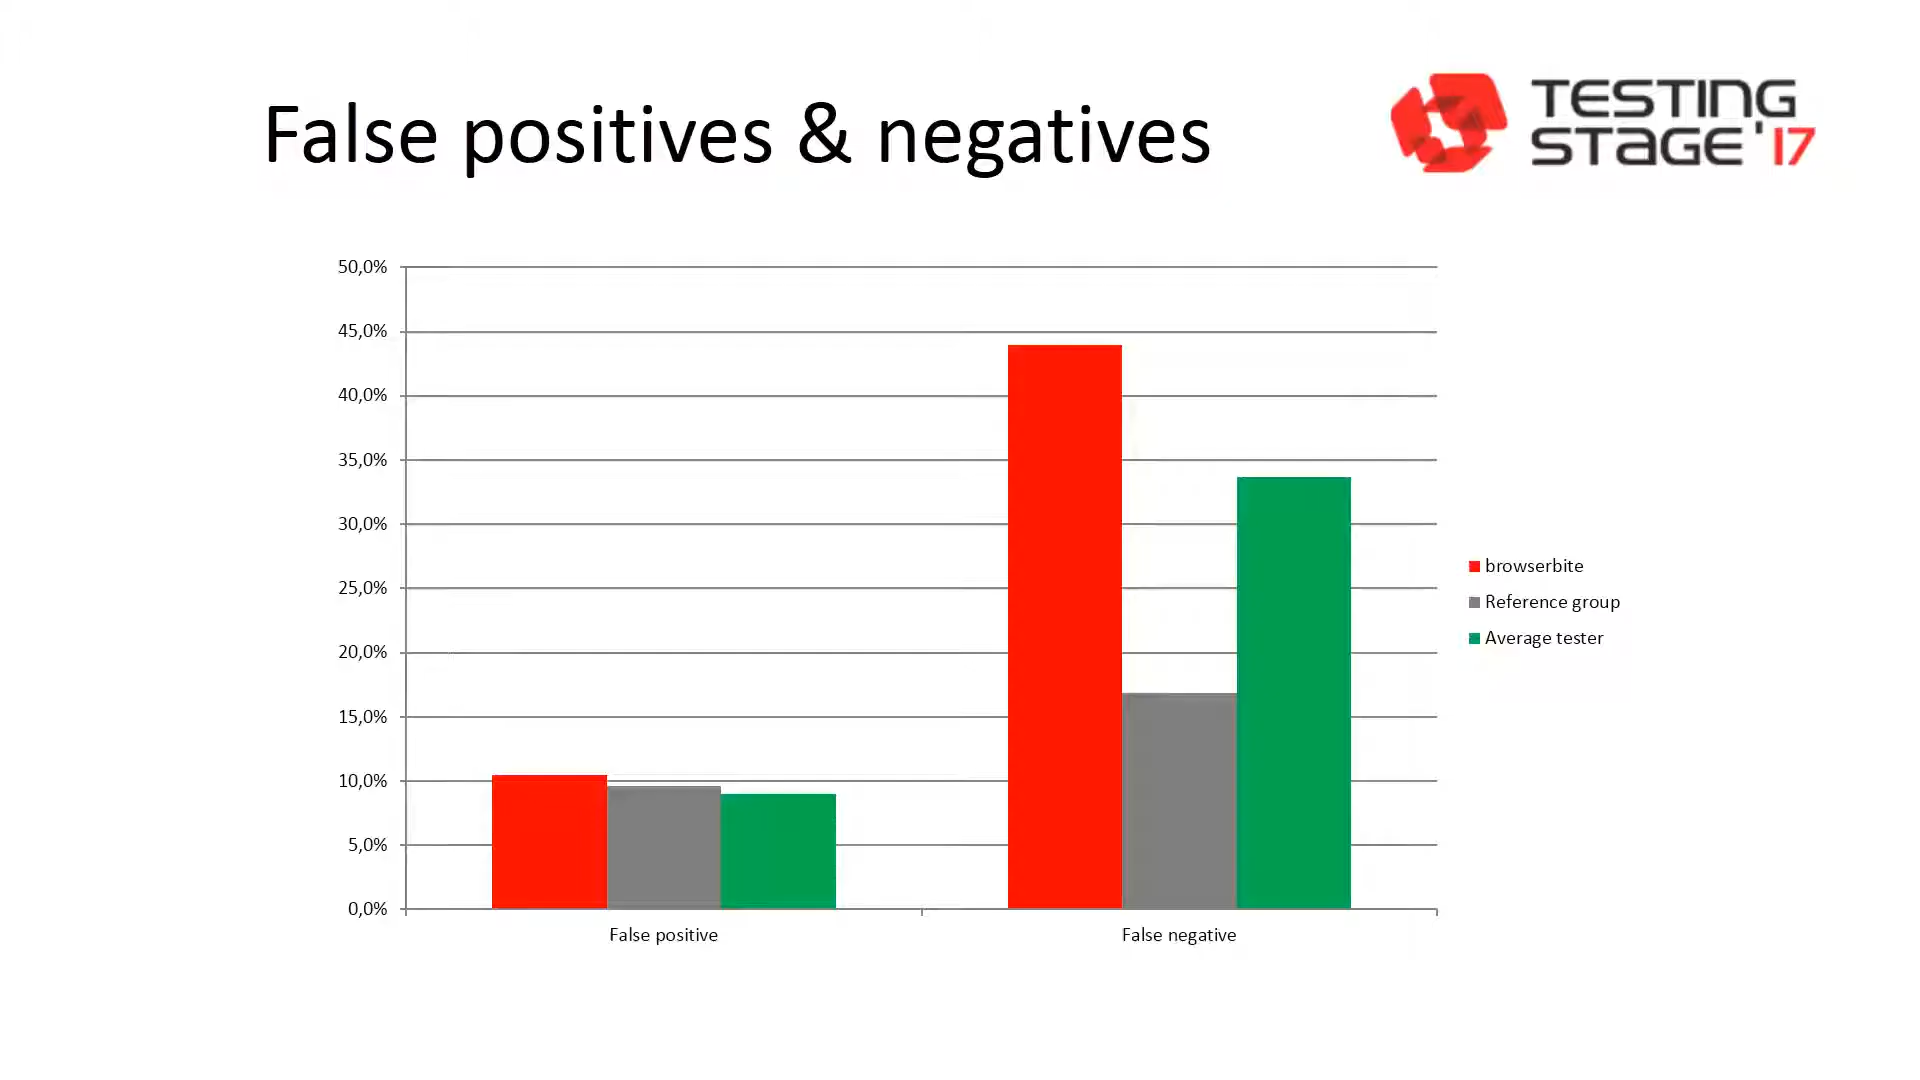 False positives & negatives
TESTING
STAGE'17
50,0%
45,0%
40,0%
35,0%
30,0%
25,0%
20,0%
15,0%
10,0%
5,0%
0,0%
False positive
False negative
browserbite
Reference group
Average tester